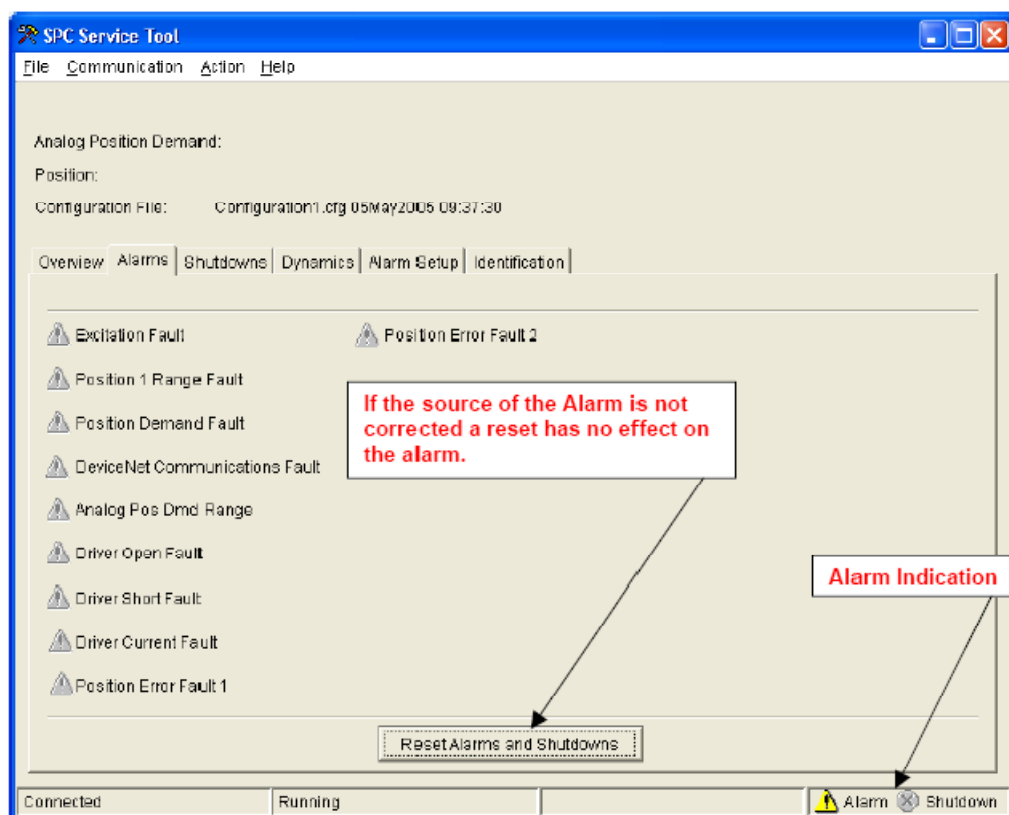 SPC Service Tool
File Communication Action Help
Analog Position Demand:
Position:
Configuration File: Configuration1.cfg 05May2005 09:37:30
Overview Alarms Shutdowns Dynamics Alarm Setup Identification
Excitation Fault
Position Error Fault 2
Position 1 Range Fault
Position Demand Fault
DeviceNet Communications Fault
Analog Pos Dmd Range
Driver Open Fault
Driver Short Fault
Driver Current Fault
Position Error Fault 1
If the source of the Alarm is not
corrected a reset has no effect on
the alarm.
Alarm Indication
Reset Alarms and Shutdowns
Connected Running Alarm Shutdown